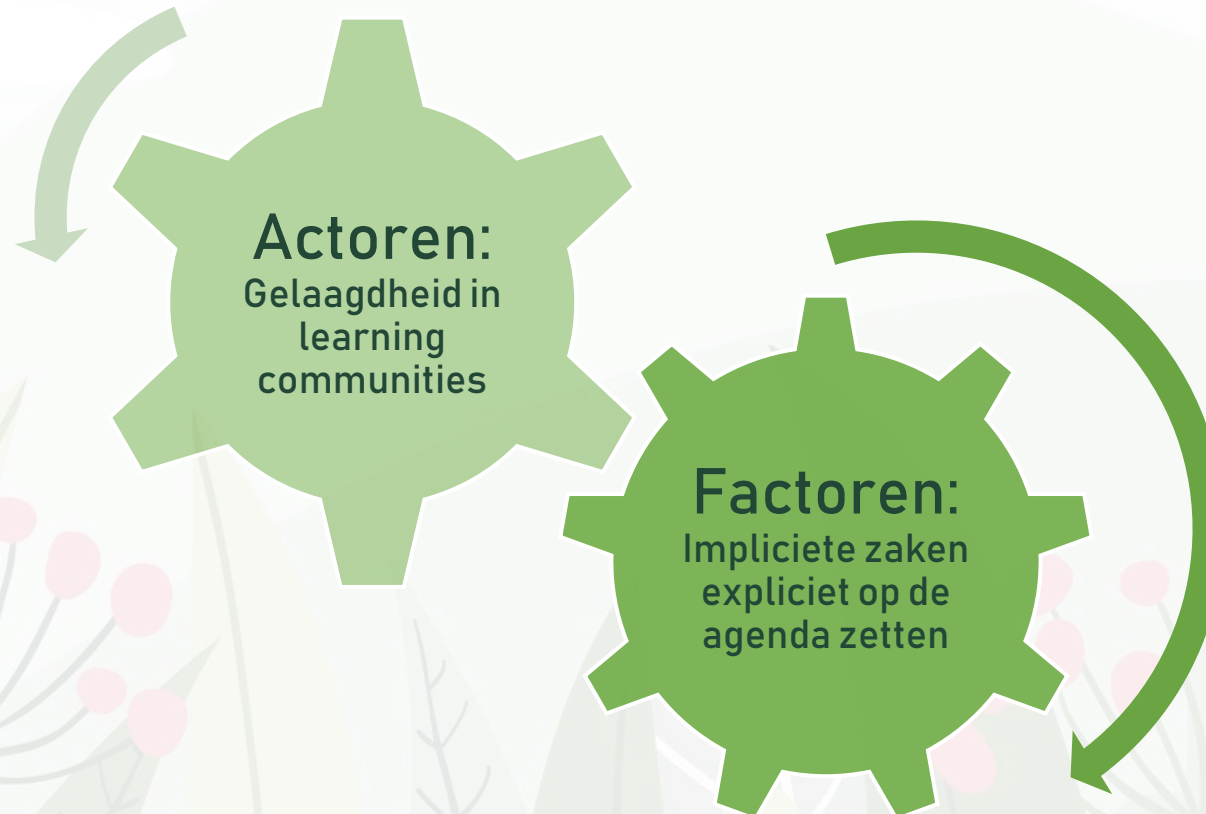 Actoren:
Gelaagdheid in
learning
communities
Factoren:
Impliciete zaken
expliciet op de
agenda zetten